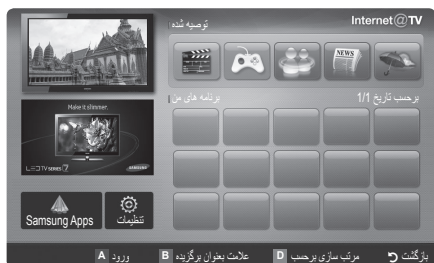 Internet@TV
توصیه شده
NEWS
برنامه های من
برحسب تاریخ 1/1
Make it slimmer.
LED TV SERIES 7
SAMSUNG
Samsung Apps
تنظیمات
A ورود
B علامت بعنوان برگزیده
D مرتب سازی برحسب
بازگشت